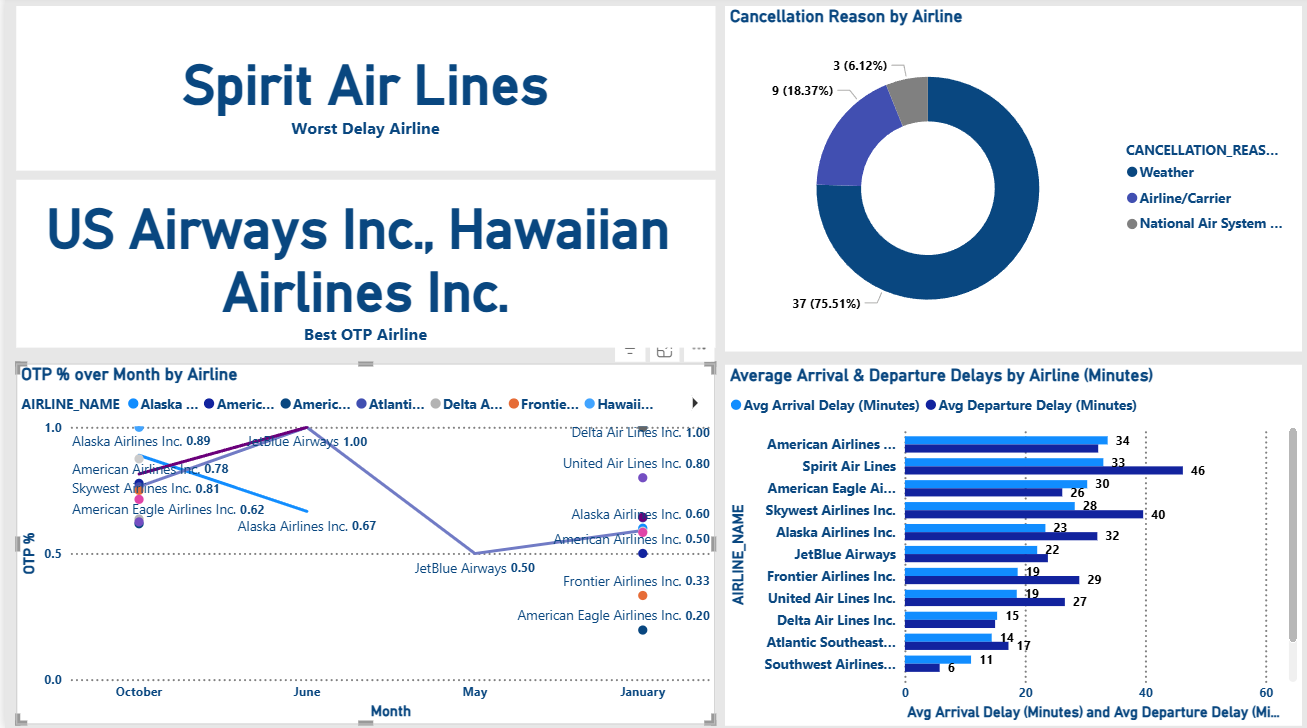 Spirit Air Lines
Worst Delay Airline
US Airways Inc., Hawaiian
Airlines Inc.
Best OTP Airline
Cancellation Reason by Airline
3 (6.12%)
9 (18.37%)
37 (75.51%)
CANCELLATION_REAS...
Weather
Airline/Carrier
National Air System ...
OTP % over Month by Airline
AIRLINE_NAME Alaska ... Americ... Americ... Atlanti... Delta A... Frontie... Hawaii...
1.0
0.5
0.0
OTP %
Alaska Airlines Inc. 0.89
American Airlines Inc. 0.78
Skywest Airlines Inc. 0.81
American Eagle Airlines Inc. 0.62
JetBlue Airways 1.00
Alaska Airlines Inc. 0.67
JetBlue Airways 0.50
Delta Air Lines Inc. 1.00
United Air Lines Inc. 0.80
Alaska Airlines Inc. 0.60
American Airlines Inc. 0.50
Frontier Airlines Inc. 0.33
American Eagle Airlines Inc. 0.20
October June May January
Month
Average Arrival & Departure Delays by Airline (Minutes)
Avg Arrival Delay (Minutes) Avg Departure Delay (Minutes)
AIRLINE_NAME
American Airlines ... 34
Spirit Air Lines 33
46
American Eagle Ai... 30
26
Skywest Airlines Inc. 28
40
Alaska Airlines Inc. 23
32
JetBlue Airways 22
Frontier Airlines Inc. 19
29
United Air Lines Inc. 19
27
Delta Air Lines Inc. 15
Atlantic Southeast... 14
17
Southwest Airlines... 11
6
0 20 40 60
Avg Arrival Delay (Minutes) and Avg Departure Delay (Mi...